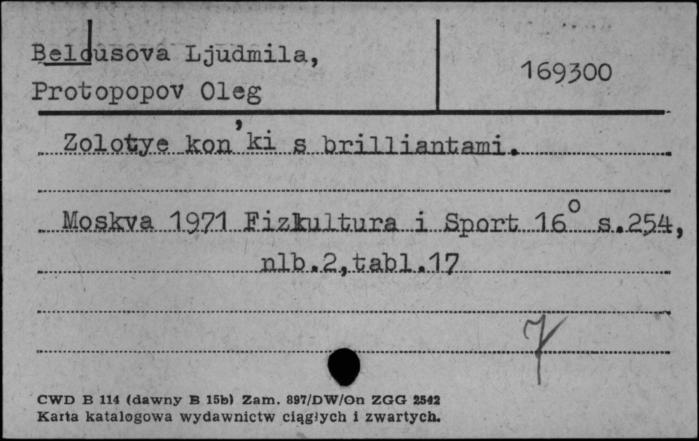 Belousova Ljudmila,
Protopopov Oleg
169300
Zolotye kon'ki s brilliantami.
Moskva 1971 Fizkultura i Sport 16° s.254,
nlb.2,tabl.17
7
CWD B 114 (dawny B 15b) Zam. 897/DW/On ZGG 2542
Karta katalogowa wydawnictw ciągłych i zwartych.